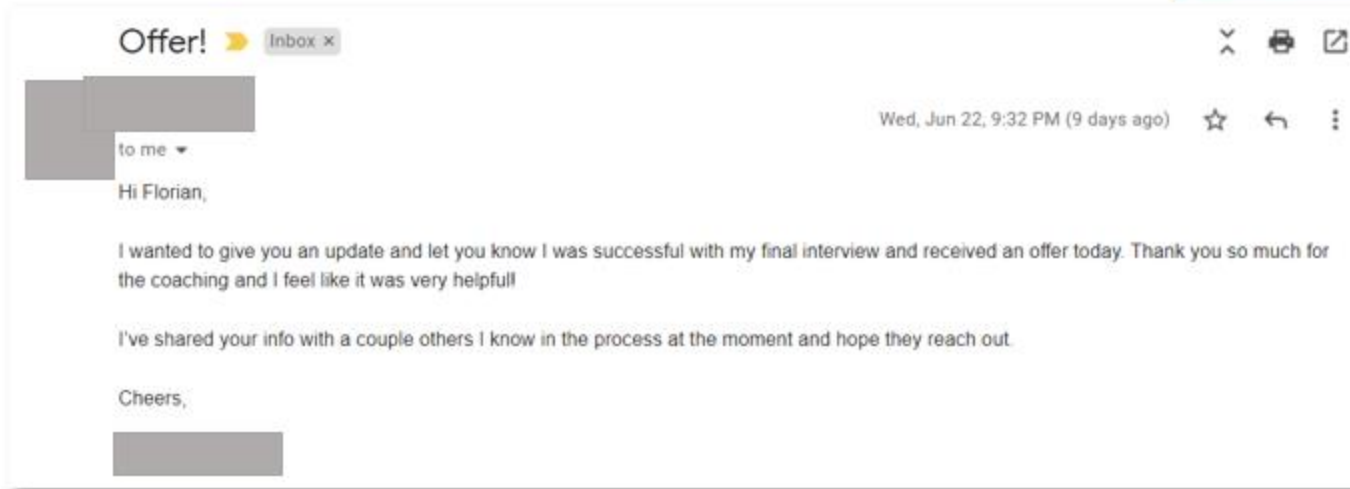 Offer!
Inbox ×
Wed, Jun 22, 9:32 PM (9 days ago)
to me
Hi Florian,
I wanted to give you an update and let you know I was successful with my final interview and received an offer today. Thank you so much for
the coaching and I feel like it was very helpful!
I've shared your info with a couple others I know in the process at the moment and hope they reach out.
Cheers,